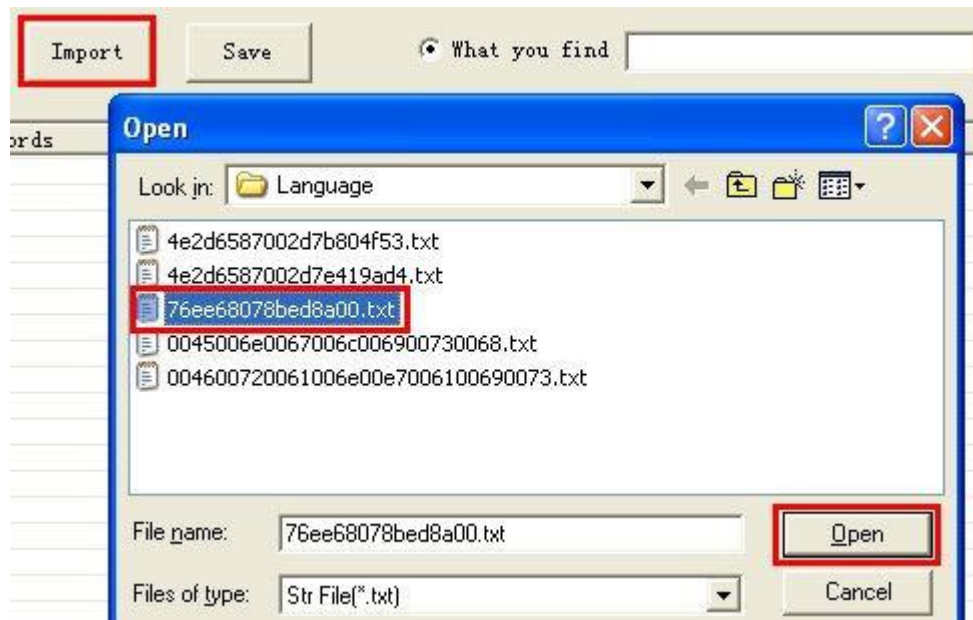 Import Save What you find
ords
Open
Look in: Language
4e2d6587002d7b804f53.txt
4e2d6587002d7e419ad4.txt
76ee68078bed8a00.txt
0045006e0067006c006900730068.txt
004600720061006e00e7006100690073.txt
File name: 76ee68078bed8a00.txt Open
Files of type: Str File(*.txt) Cancel